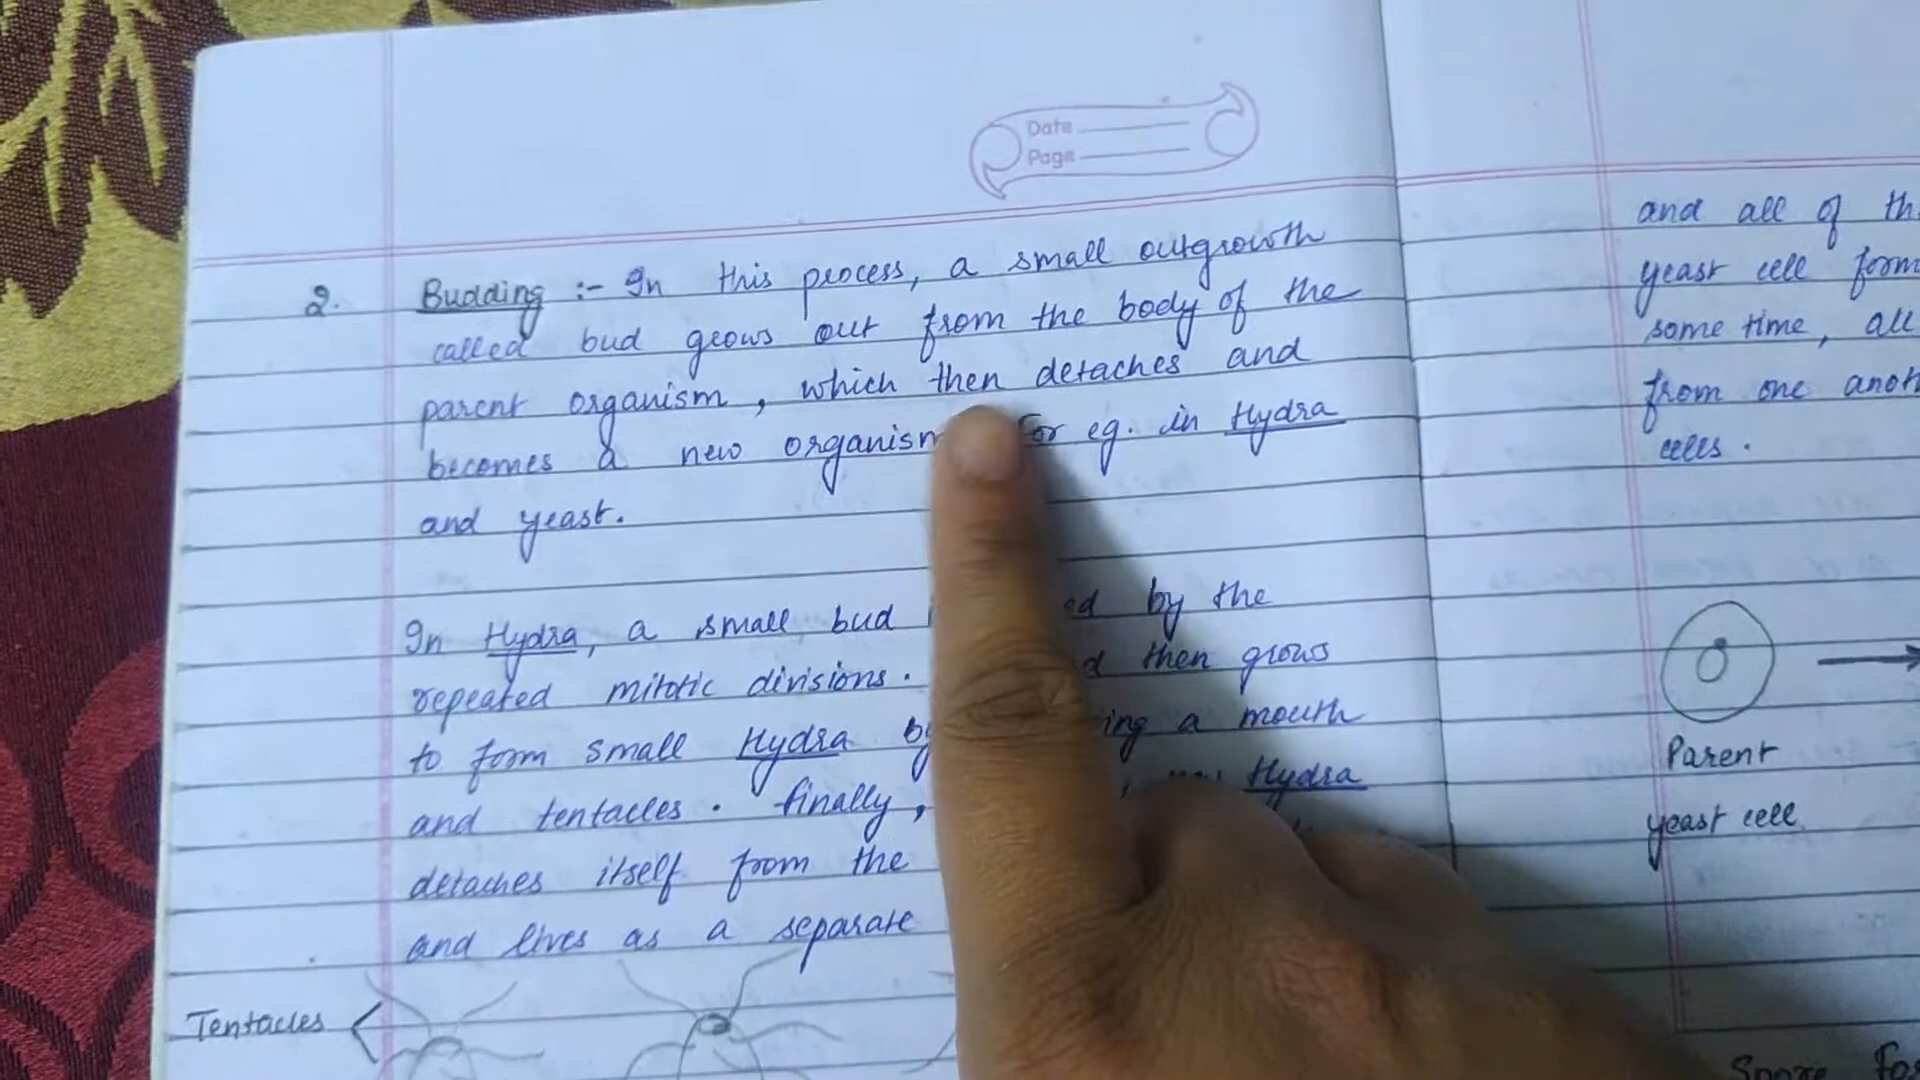 Date
Page
2. Budding :- In this process, a small outgrowth
called bud grows out from the body of the
parent organism, which then detaches and
becomes a new organism For eg. in Hydra
and yeast.
In Hydra, a small bud by the
repeated mitotic divisions. then grows
to form small Hydra a mouth
and tentacles. finally, Hydra
detaches itself from the
and lives as a separate
Tentacles
and all of
yeast cell form
some time, all
from one
cells.
Parent
yeast cell
Spore